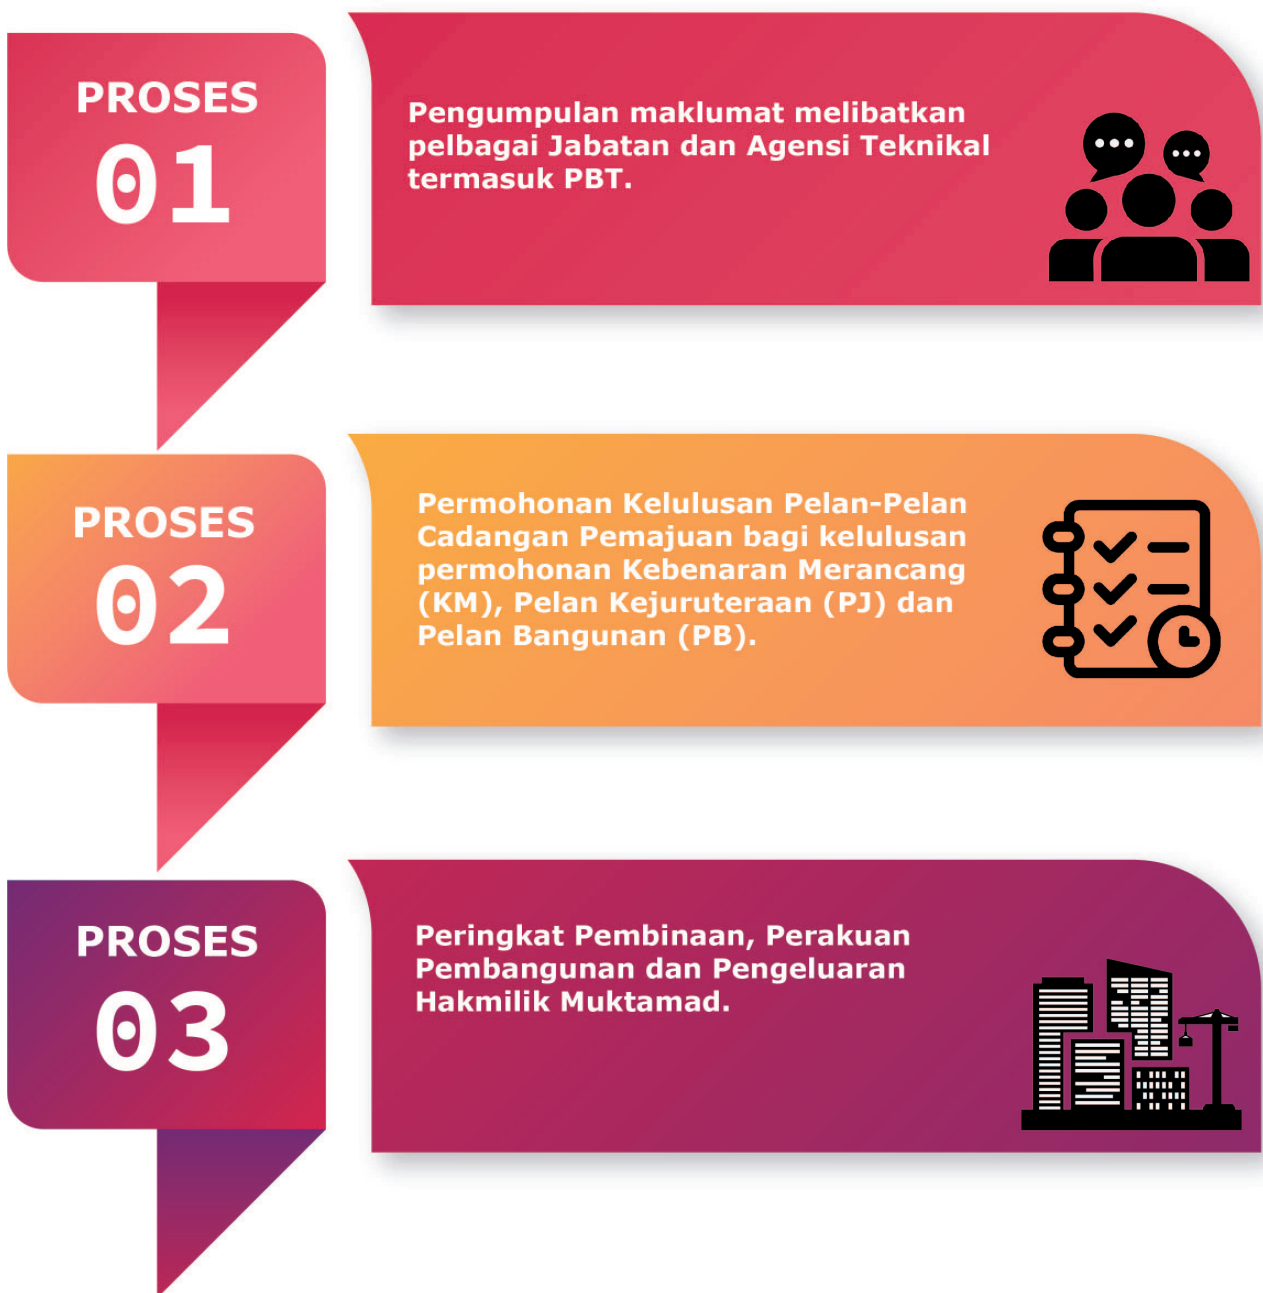 PROSES
01
Pengumpulan maklumat melibatkan
pelbagai Jabatan dan Agensi Teknikal
termasuk PBT.
PROSES
02
Permohonan Kelulusan Pelan-Pelan
Cadangan Pemajuan bagi kelulusan
permohonan Kebenaran Merancang
(KM), Pelan Kejuruteraan (PJ) dan
Pelan Bangunan (PB).
PROSES
03
Peringkat Pembinaan, Perakuan
Pembangunan dan Pengeluaran
Hakmilik Muktamad.